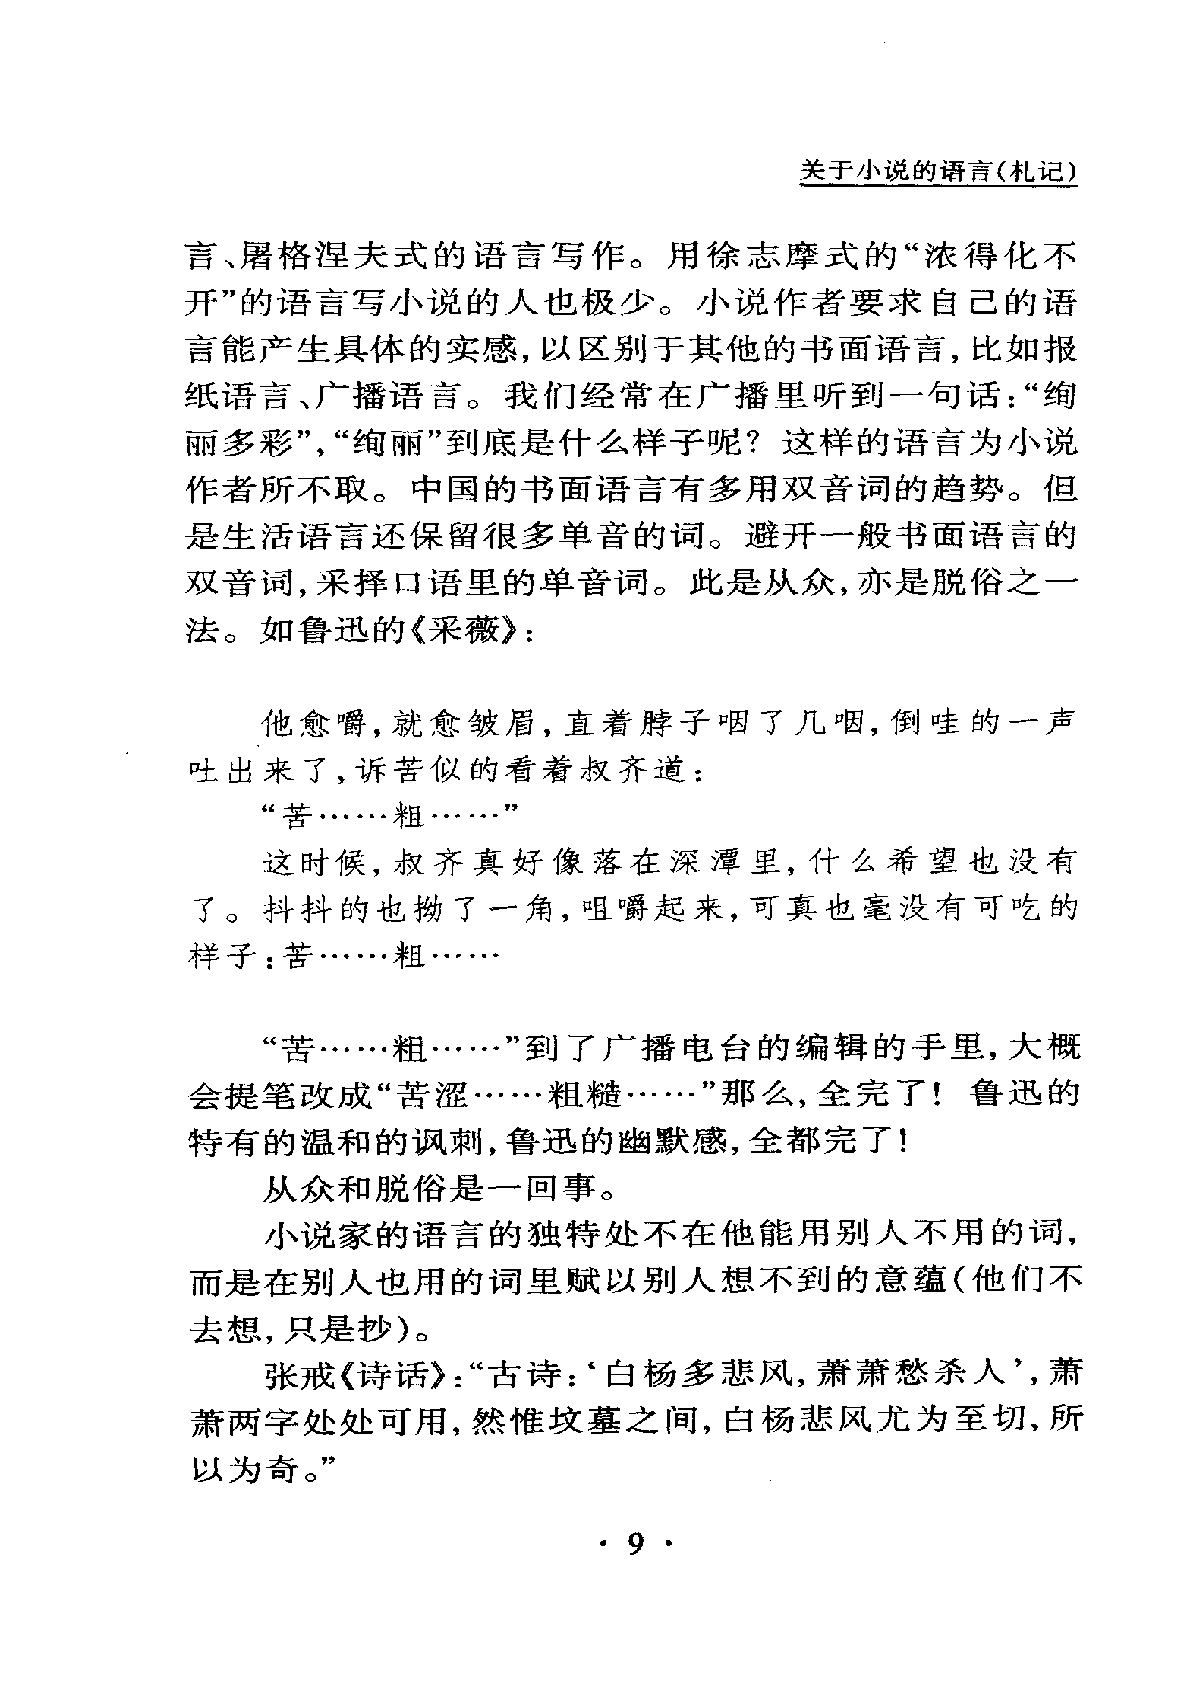 关于小说的语言(札记)
言、屠格涅夫式的语言写作。用徐志摩式的“浓得化不
开”的语言写小说的人也极少。小说作者要求自己的语
言能产生具体的实感,以区别于其他的书面语言,比如报
纸语言、广播语言。我们经常在广播里听到一句话:“绚
丽多彩”,“绚丽”到底是什么样子呢?这样的语言为小说
作者所不取。中国的书面语言有多用双音词的趋势。但
是生活语言还保留很多单音的词。避开一般书面语言的
双音词,采择口语里的单音词。此是从众,亦是脱俗之一
法。如鲁迅的《采薇》:
他愈嚼,就愈皱眉,直着脖子咽了几咽,倒哇的一声
吐出来了,诉苦似的看着叔齐道:
“苦……粗……”
这时候,叔齐真好像落在深潭里,什么希望也没有
了。抖抖的也拗了一角,咀嚼起来,可真也毫没有可吃的
样子:苦……粗……
“苦……粗……”到了广播电台的编辑的手里,大概
会提笔改成“苦涩……粗糙……”那么,全完了!鲁迅的
特有的温和的讽刺,鲁迅的幽默感,全都完了!
从众和脱俗是一回事。
小说家的语言的独特处不在他能用别人不用的词,
而是在别人也用的词里赋以别人想不到的意蕴(他们不
去想,只是抄)。
张戒《诗话》:“古诗:‘白杨多悲风,萧萧愁杀人’,萧
萧两字处处可用,然惟坟墓之间,白杨悲风尤为至切,所
以为奇。”
· 9 ·